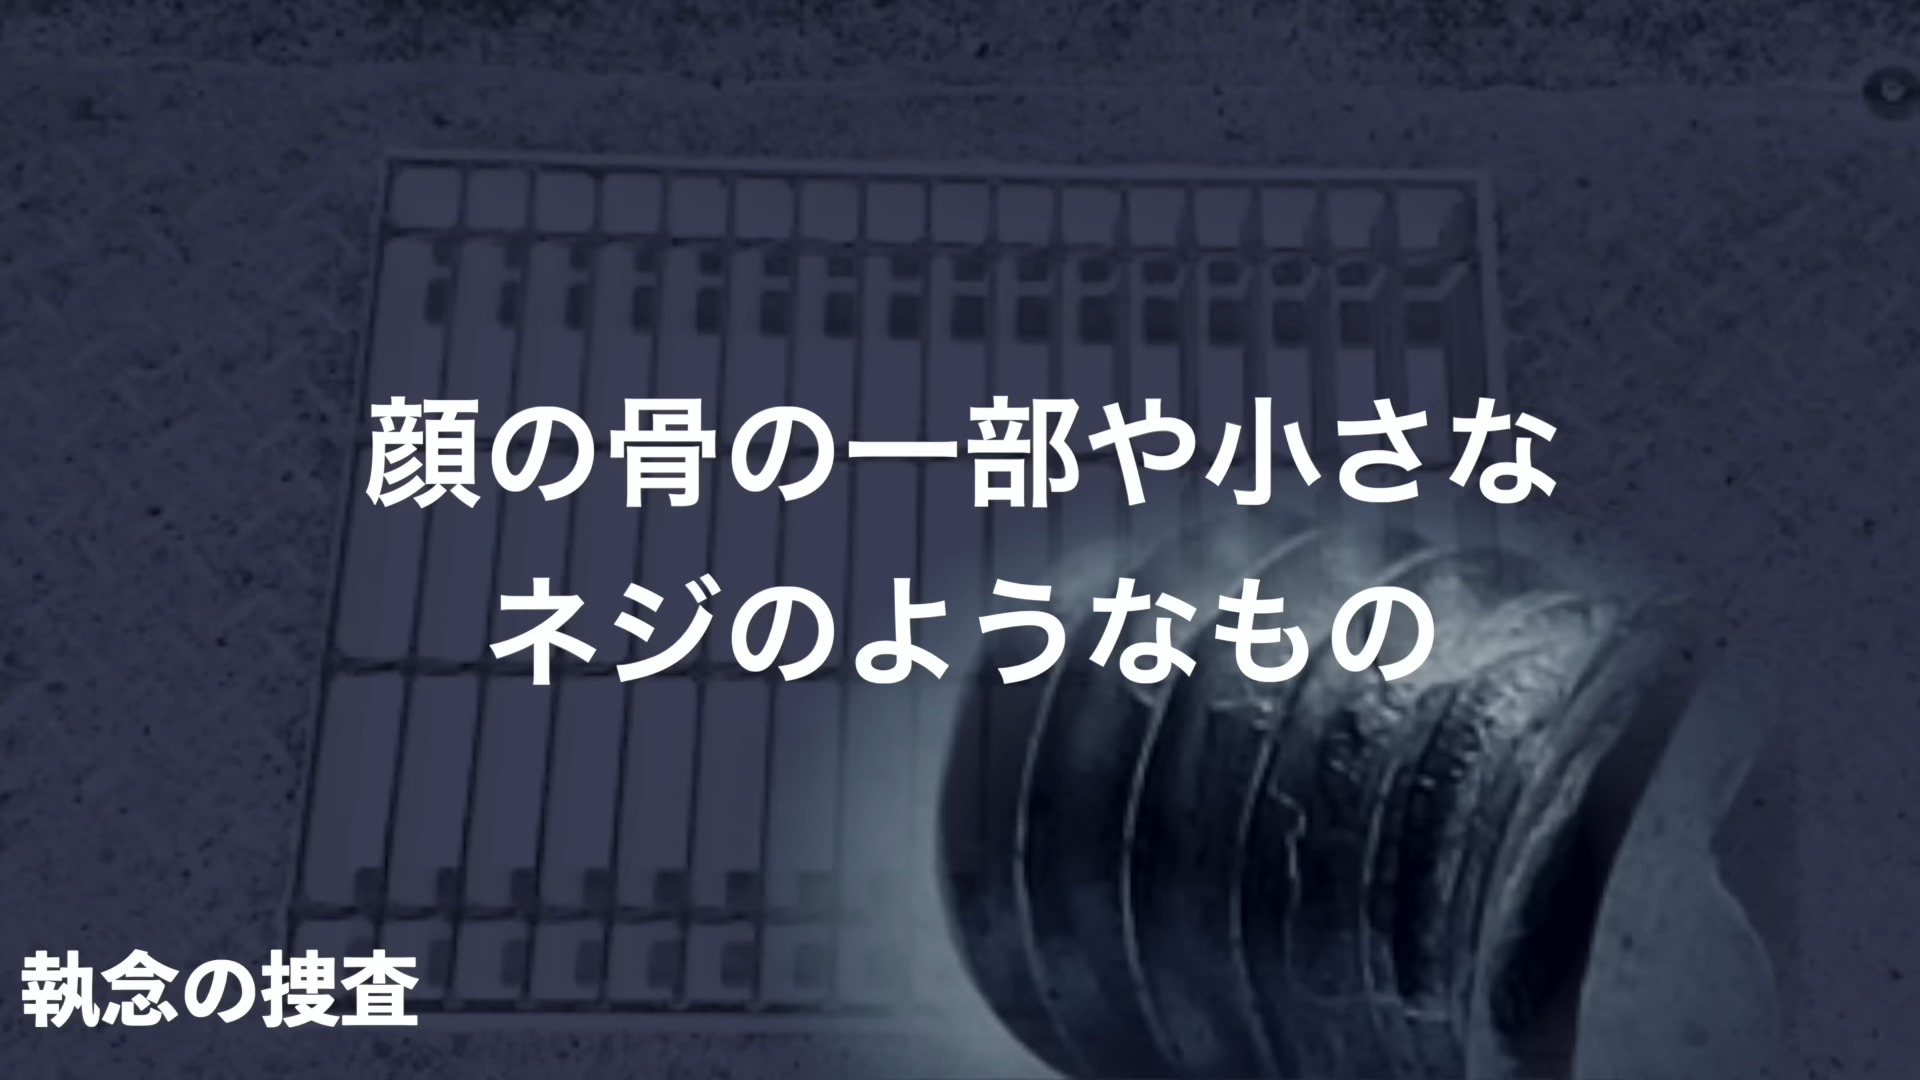 顔の骨の一部や小さな
ネジのようなもの
執念の捜査